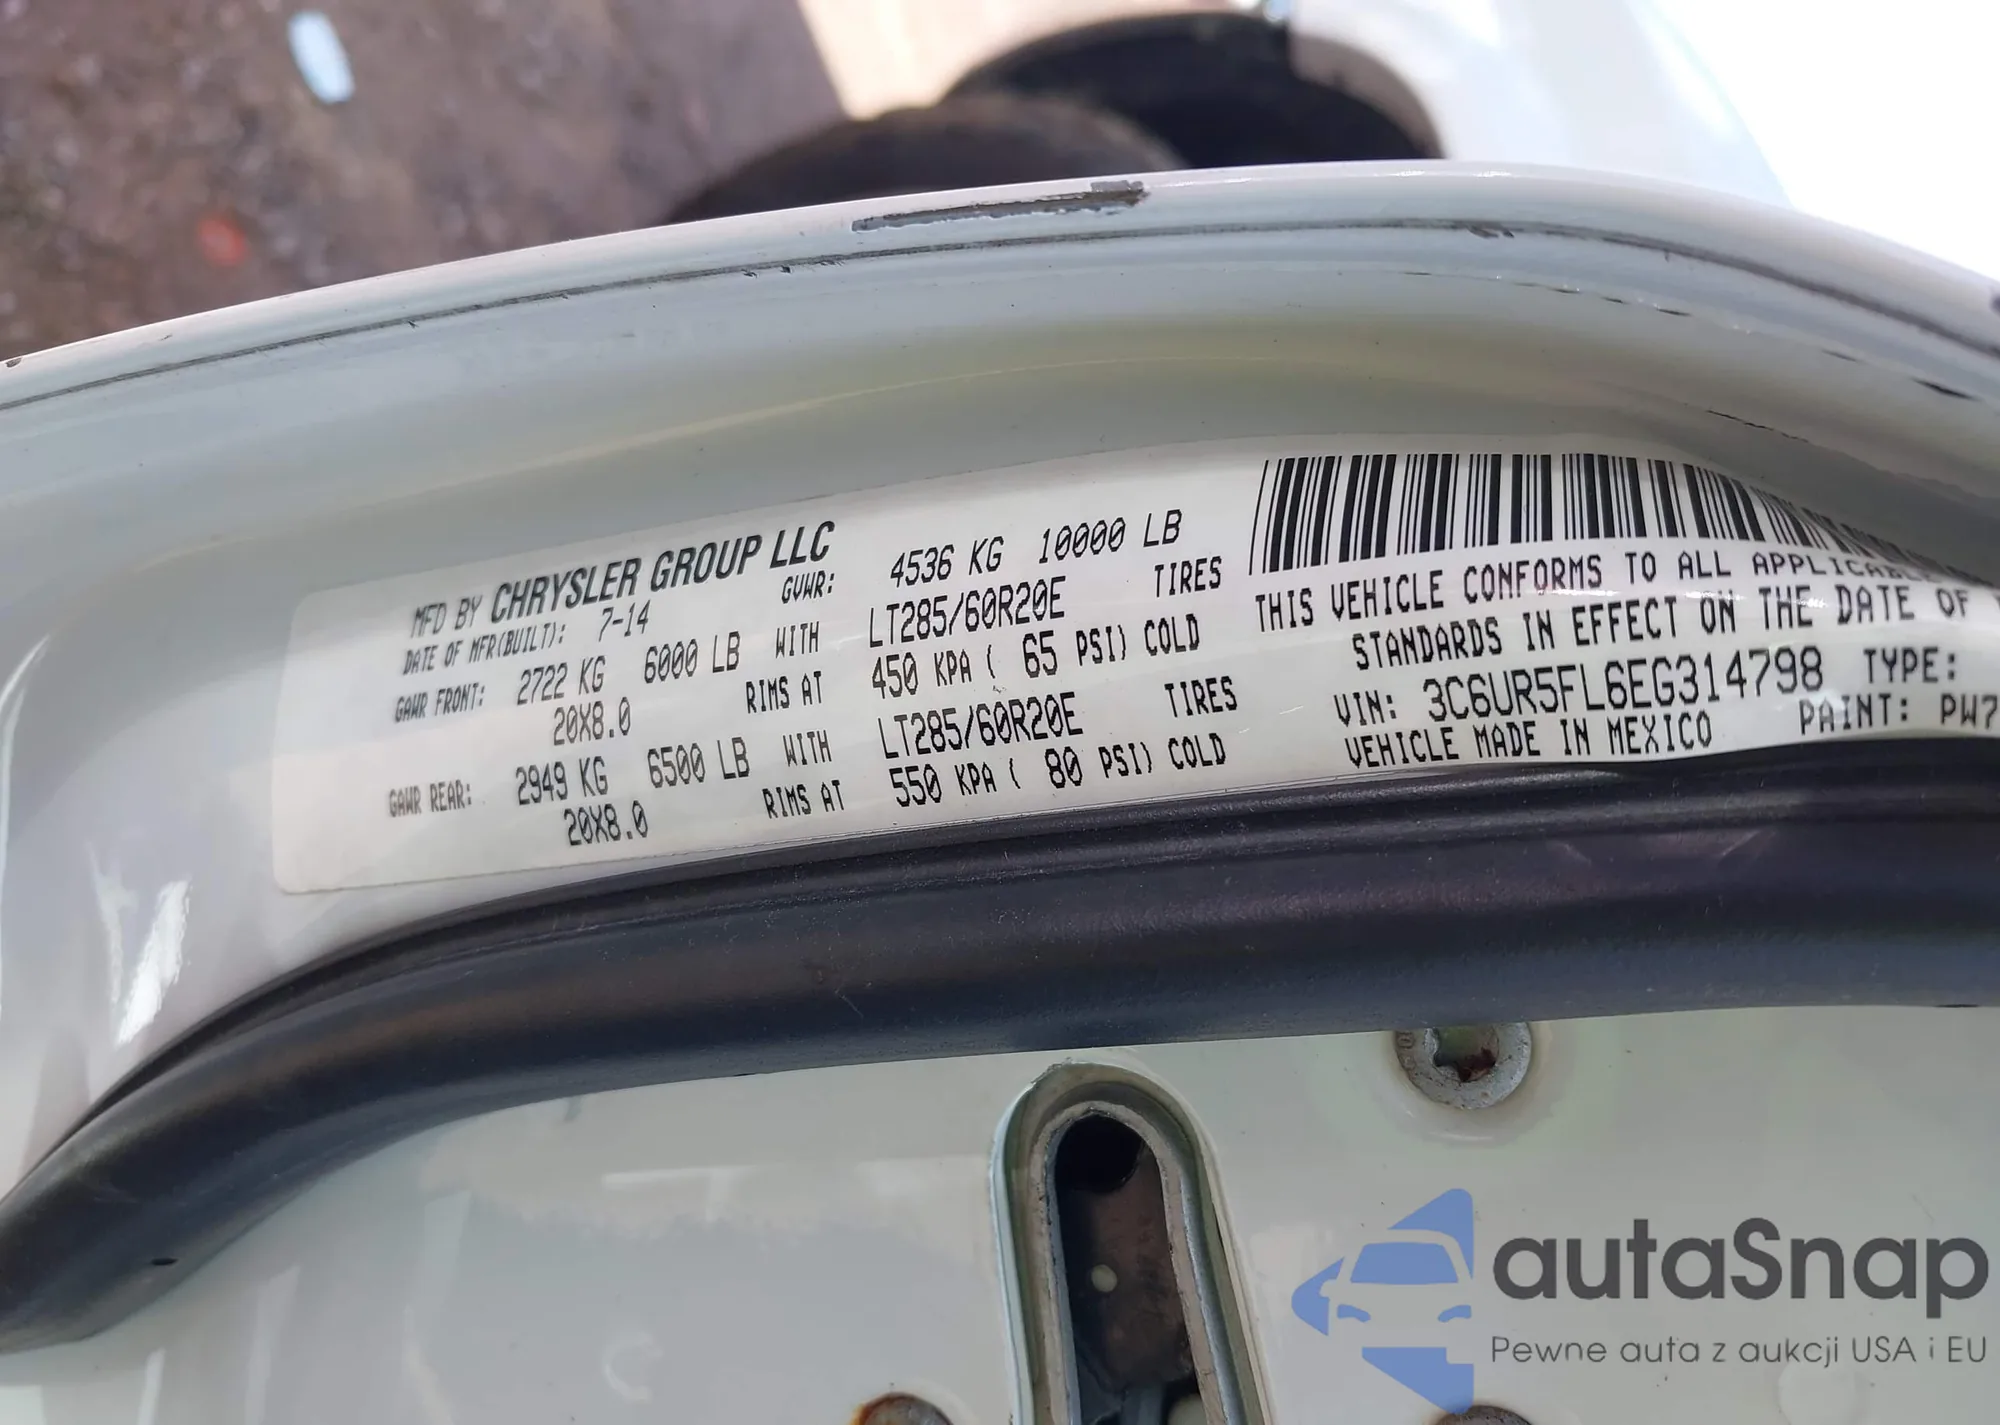 MFD BY CHRYSLER GROUP LLC
DATE OF MFR(BUILT): 7-14 GVWR: 4536 KG 10000 LB
GAWR FRONT: 2722 KG 6000 LB WITH LT285/60R20E TIRES
20X8.0 RIMS AT 450 KPA ( 65 PSI) COLD
GAWR REAR: 2949 KG 6500 LB WITH LT285/60R20E TIRES
20X8.0 RIMS AT 550 KPA ( 80 PSI) COLD
THIS VEHICLE CONFORMS TO ALL APPLICABLE
STANDARDS IN EFFECT ON THE DATE OF
VIN: 3C6UR5FL6EG314798 TYPE:
VEHICLE MADE IN MEXICO PAINT: PW7
autaSnap
Pewne auta z aukcji USA i EU